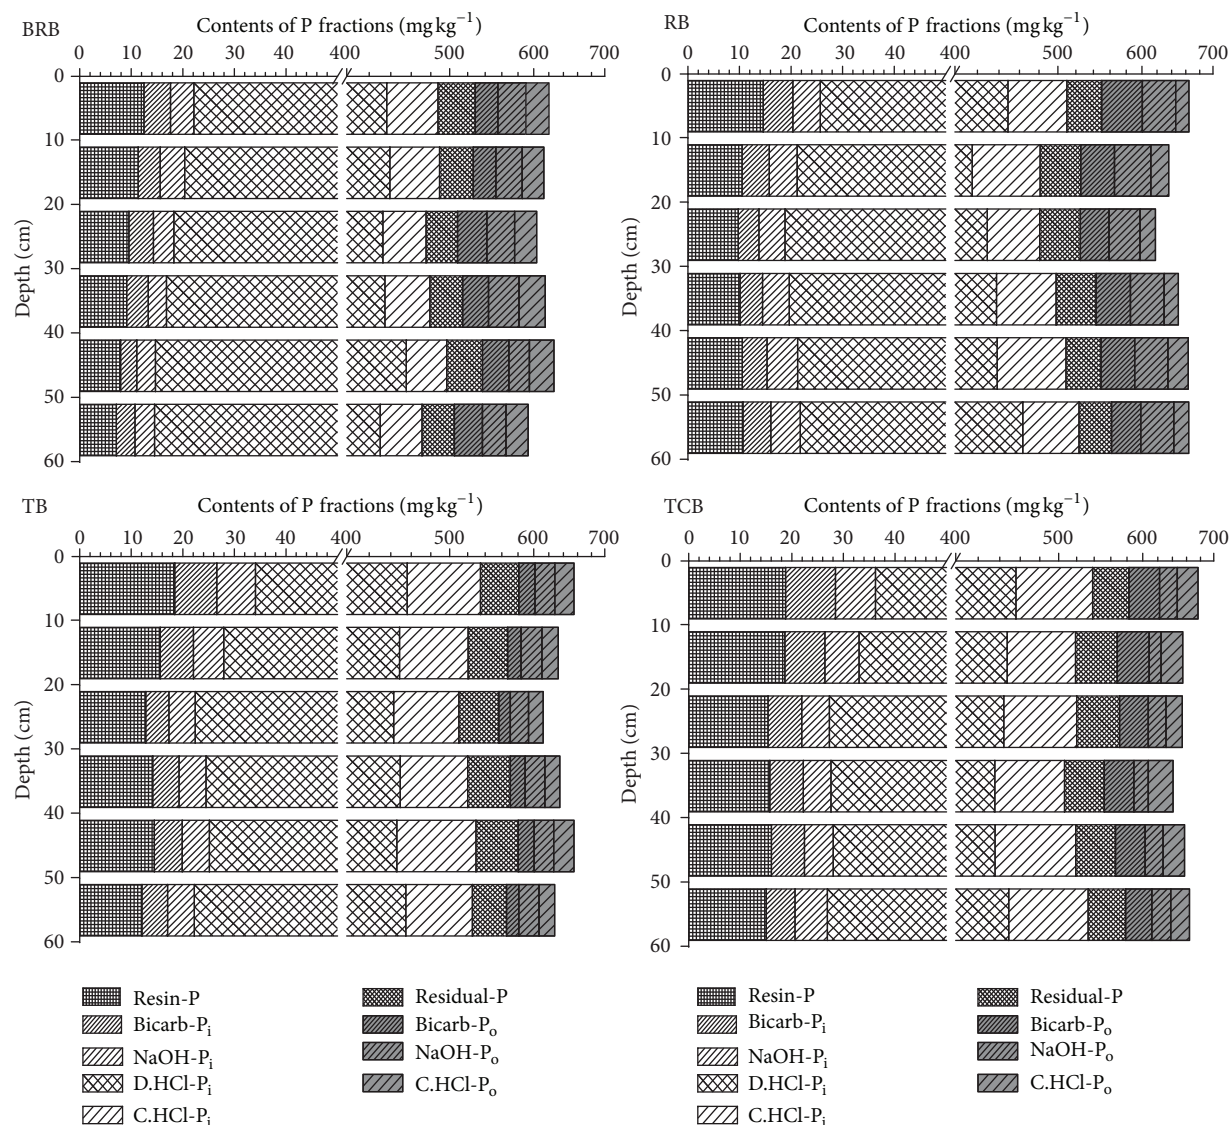 BRB
Contents of P fractions (mg kg⁻¹)
0 10 20 30 40 400 500 600 700
Depth (cm)
0
10
20
30
40
50
60
RB
Contents of P fractions (mg kg⁻¹)
0 10 20 30 40 400 500 600 700
Depth (cm)
0
10
20
30
40
50
60
TB
Contents of P fractions (mg kg⁻¹)
0 10 20 30 40 400 500 600 700
Depth (cm)
0
10
20
30
40
50
60
TCB
Contents of P fractions (mg kg⁻¹)
0 10 20 30 40 400 500 600 700
Depth (cm)
0
10
20
30
40
50
60
Resin-P
Bicarb-Pᵢ
NaOH-Pᵢ
D.HCl-Pᵢ
C.HCl-Pᵢ
Residual-P
Bicarb-Pₒ
NaOH-Pₒ
C.HCl-Pₒ
Resin-P
Bicarb-Pᵢ
NaOH-Pᵢ
D.HCl-Pᵢ
C.HCl-Pᵢ
Residual-P
Bicarb-Pₒ
NaOH-Pₒ
C.HCl-Pₒ